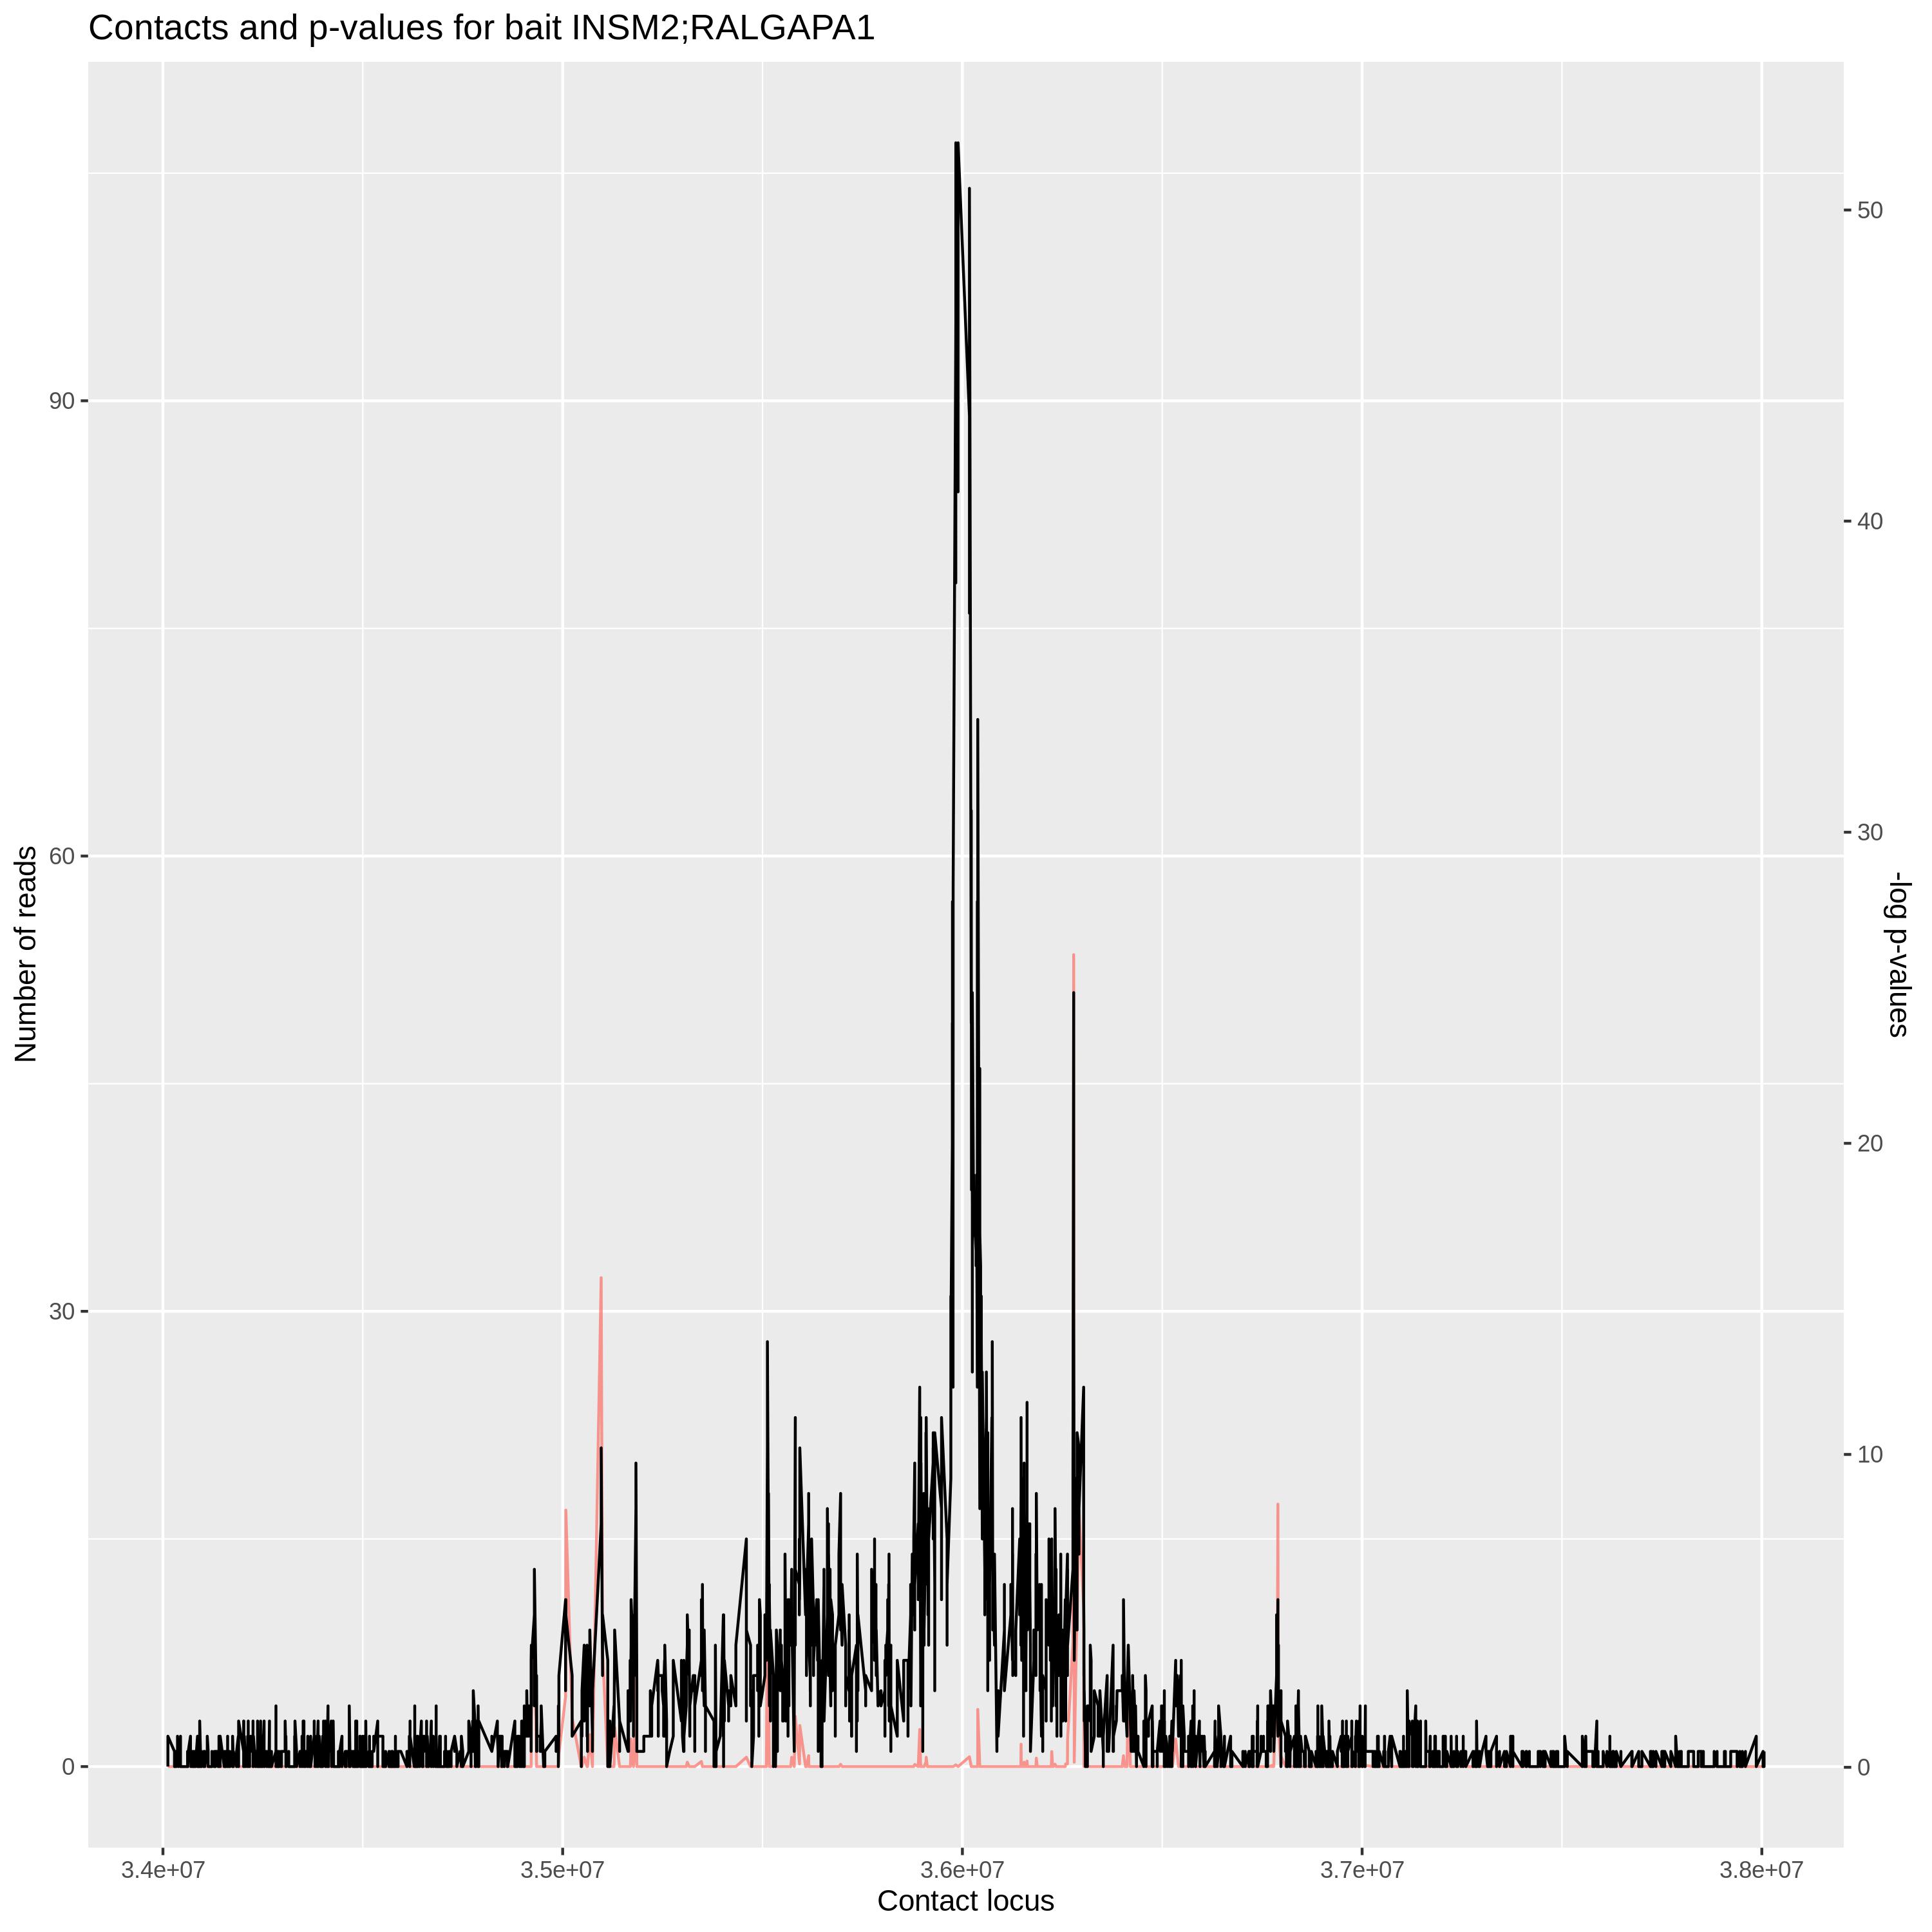 Contacts and p-values for bait INSM2;RALGAPA1
Number of reads
90
60
30
0
50
40
30
20
10
0
-log p-values
3.4e+07
3.5e+07
3.6e+07
3.7e+07
3.8e+07
Contact locus